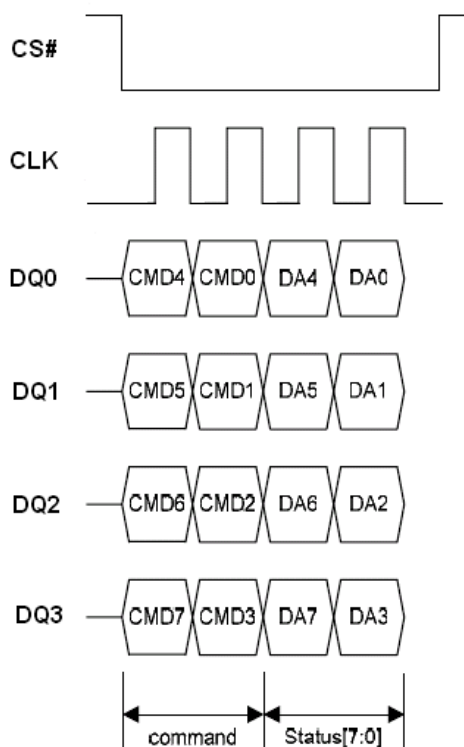 CS#
CLK
DQ0 CMD4 CMD0 DA4 DA0
DQ1 CMD5 CMD1 DA5 DA1
DQ2 CMD6 CMD2 DA6 DA2
DQ3 CMD7 CMD3 DA7 DA3
command Status[7:0]